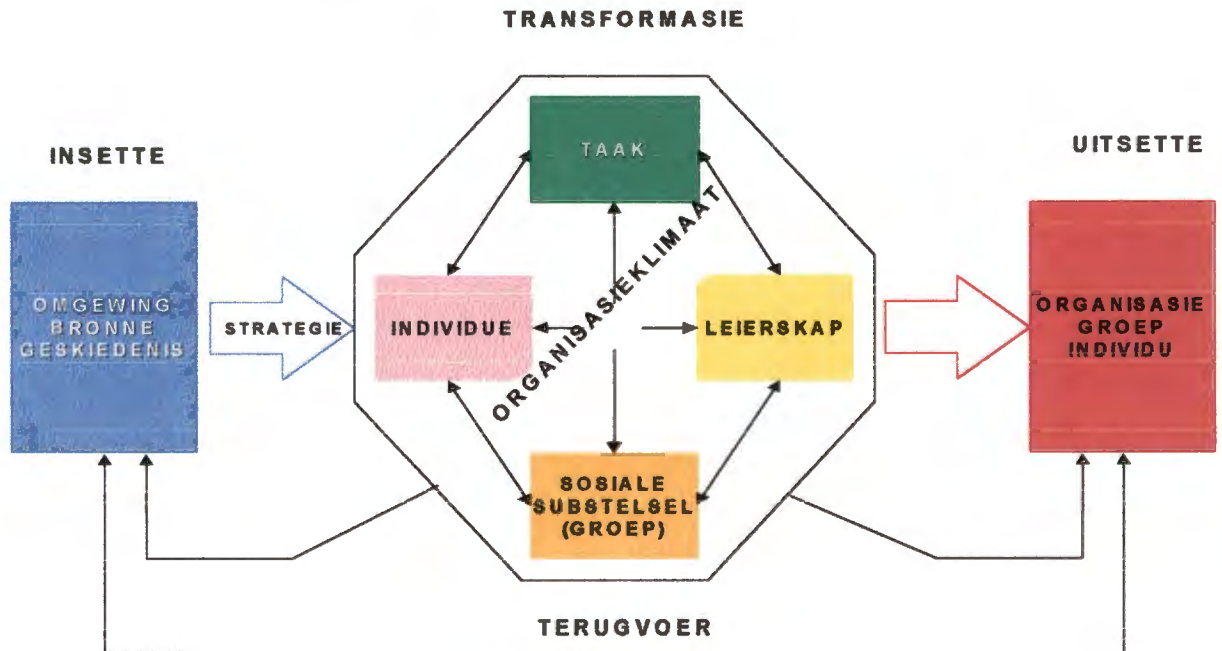 TRANSFORMASIE
INSETTE
UITSETTE
TAAK
ORGANISASIEKLIMAAT
OMGEWING
BRONNE
GESKIEDENIS
STRATEGIE
INDIVIDUE
LEIERSKAP
ORGANISASIE
GROEP
INDIVIDU
SOSIALE
SUBSTELSEL
(GROEP)
TERUGVOER